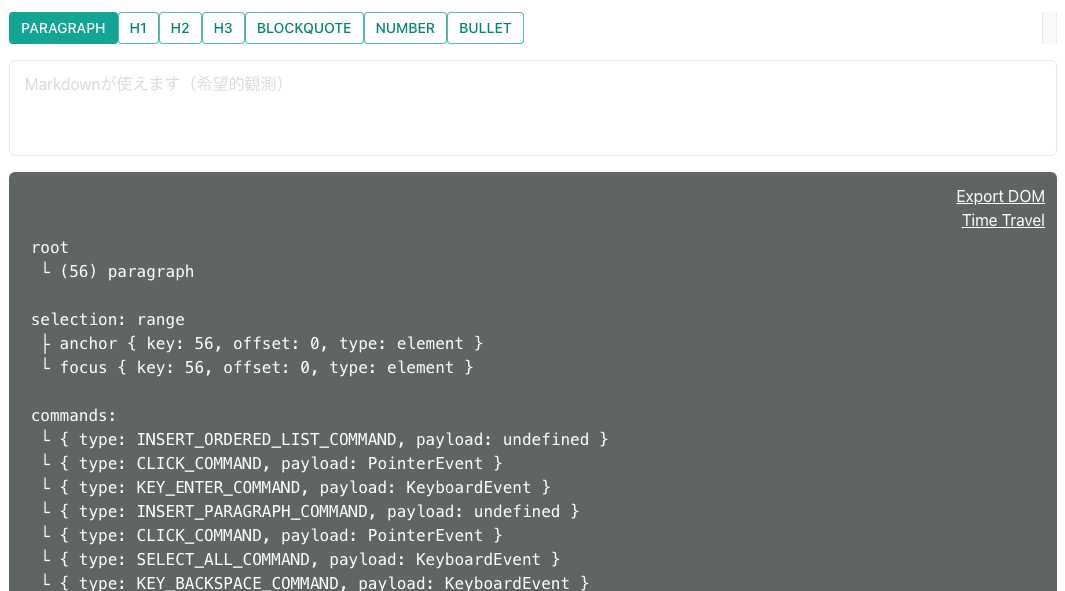 PARAGRAPH H1 H2 H3 BLOCKQUOTE NUMBER BULLET
Markdownが使えます（希望的観測）
Export DOM
Time Travel
root
└ (56) paragraph
selection: range
├ anchor { key: 56, offset: 0, type: element }
└ focus { key: 56, offset: 0, type: element }
commands:
└ { type: INSERT_ORDERED_LIST_COMMAND, payload: undefined }
└ { type: CLICK_COMMAND, payload: PointerEvent }
└ { type: KEY_ENTER_COMMAND, payload: KeyboardEvent }
└ { type: INSERT_PARAGRAPH_COMMAND, payload: undefined }
└ { type: CLICK_COMMAND, payload: PointerEvent }
└ { type: SELECT_ALL_COMMAND, payload: KeyboardEvent }
└ { type: KEY_BACKSPACE_COMMAND, payload: KeyboardEvent }